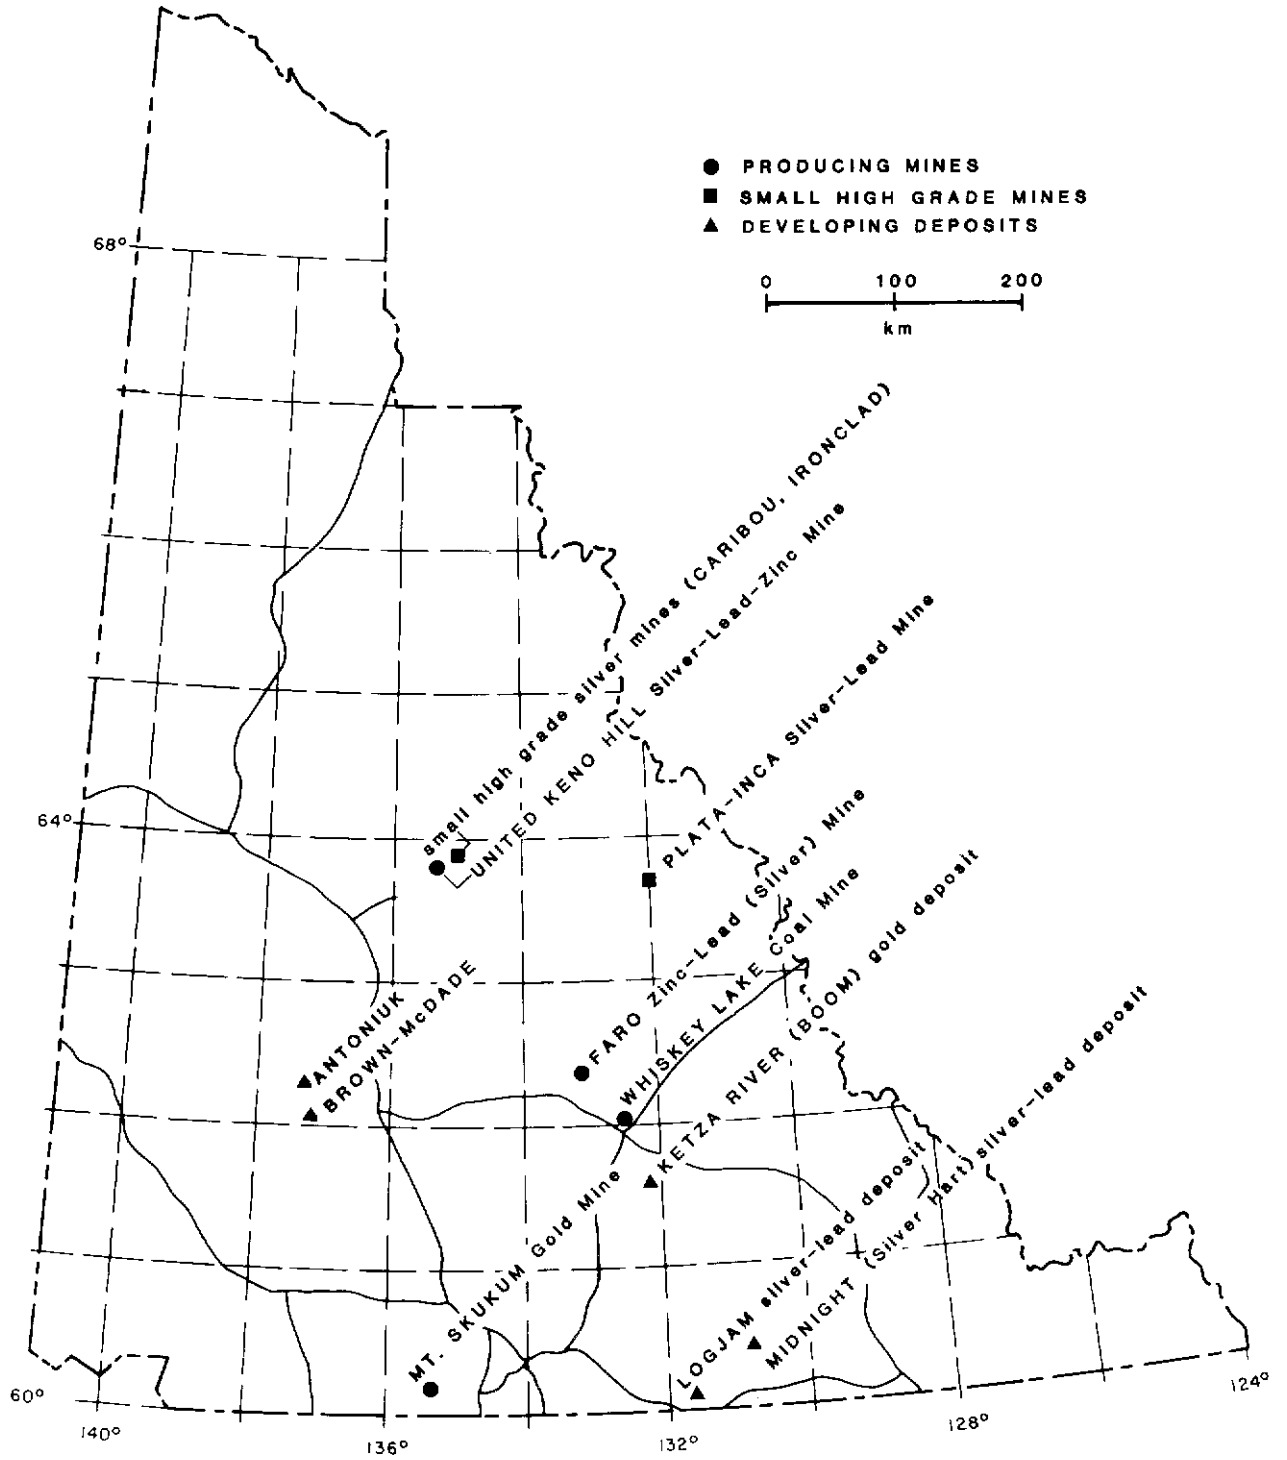 ● PRODUCING MINES
■ SMALL HIGH GRADE MINES
▲ DEVELOPING DEPOSITS
0 100 200
km
68°
small high grade silver mines (CARIBOU, IRONCLAD)
UNITED KENO HILL Silver-Lead-Zinc Mine
PLATA-INCA Silver-Lead Mine
64°
FARO Zinc-Lead (Silver) Mine
WHISKEY LAKE Coal Mine
KETZA RIVER (BOOM) gold deposit
ANTONIUK
BROWN-McDADE
MT. SKUKUM Gold Mine
LOGJAM silver-lead deposit
MIDNIGHT (Silver Hart) silver-lead deposit
60°
140°
136°
132°
128°
124°